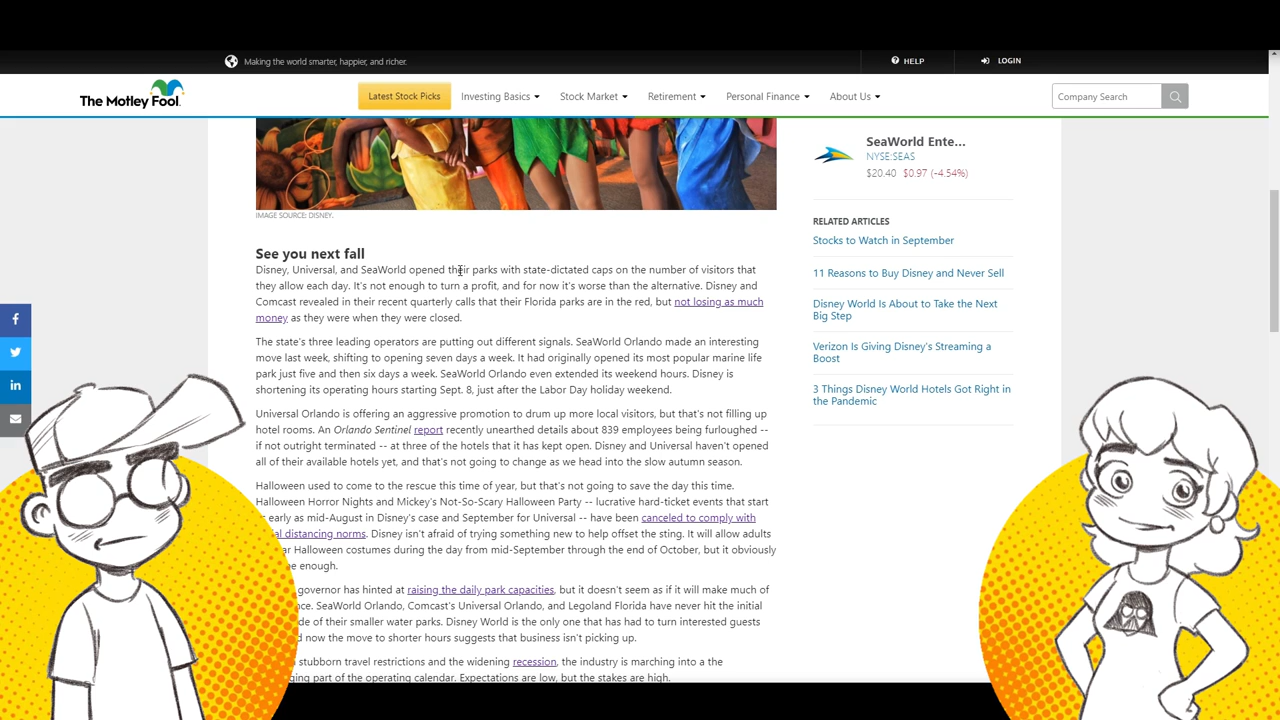 Making the world smarter, happier, and richer.
HELP
LOGIN
The Motley Fool.
Latest Stock Picks
Investing Basics
Stock Market
Retirement
Personal Finance
About Us
Company Search
IMAGE SOURCE: DISNEY.
See you next fall
Disney, Universal, and SeaWorld opened their parks with state-dictated caps on the number of visitors that
they allow each day. It's not enough to turn a profit, and for now it's worse than the alternative. Disney and
Comcast revealed in their recent quarterly calls that their Florida parks are in the red, but not losing as much
money as they were when they were closed.
The state's three leading operators are putting out different signals. SeaWorld Orlando made an interesting
move last week, shifting to opening seven days a week. It had originally opened its most popular marine life
park just five and then six days a week. SeaWorld Orlando even extended its weekend hours. Disney is
shortening its operating hours starting Sept. 8, just after the Labor Day holiday weekend.
Universal Orlando is offering an aggressive promotion to drum up more local visitors, but that's not filling up
hotel rooms. An Orlando Sentinel report recently unearthed details about 839 employees being furloughed --
if not outright terminated -- at three of the hotels that it has kept open. Disney and Universal haven't opened
all of their available hotels yet, and that's not going to change as we head into the slow autumn season.
Halloween used to come to the rescue this time of year, but that's not going to save the day this time.
Halloween Horror Nights and Mickey's Not-So-Scary Halloween Party -- lucrative hard-ticket events that start
early as mid-August in Disney's case and September for Universal -- have been canceled to comply with
distancing norms. Disney isn't afraid of trying something new to help offset the sting. It will allow adults
Halloween costumes during the day from mid-September through the end of October, but it obviously
enough.
governor has hinted at raising the daily park capacities, but it doesn't seem as if it will make much of
SeaWorld Orlando, Comcast's Universal Orlando, and Legoland Florida have never hit the initial
of their smaller water parks. Disney World is the only one that has had to turn interested guests
now the move to shorter hours suggests that business isn't picking up.
stubborn travel restrictions and the widening recession, the industry is marching into a the
part of the operating calendar. Expectations are low, but the stakes are high.
SeaWorld Ente...
NYSE:SEAS
$20.40 $0.97 (-4.54%)
RELATED ARTICLES
Stocks to Watch in September
11 Reasons to Buy Disney and Never Sell
Disney World Is About to Take the Next
Big Step
Verizon Is Giving Disney's Streaming a
Boost
3 Things Disney World Hotels Got Right in
the Pandemic